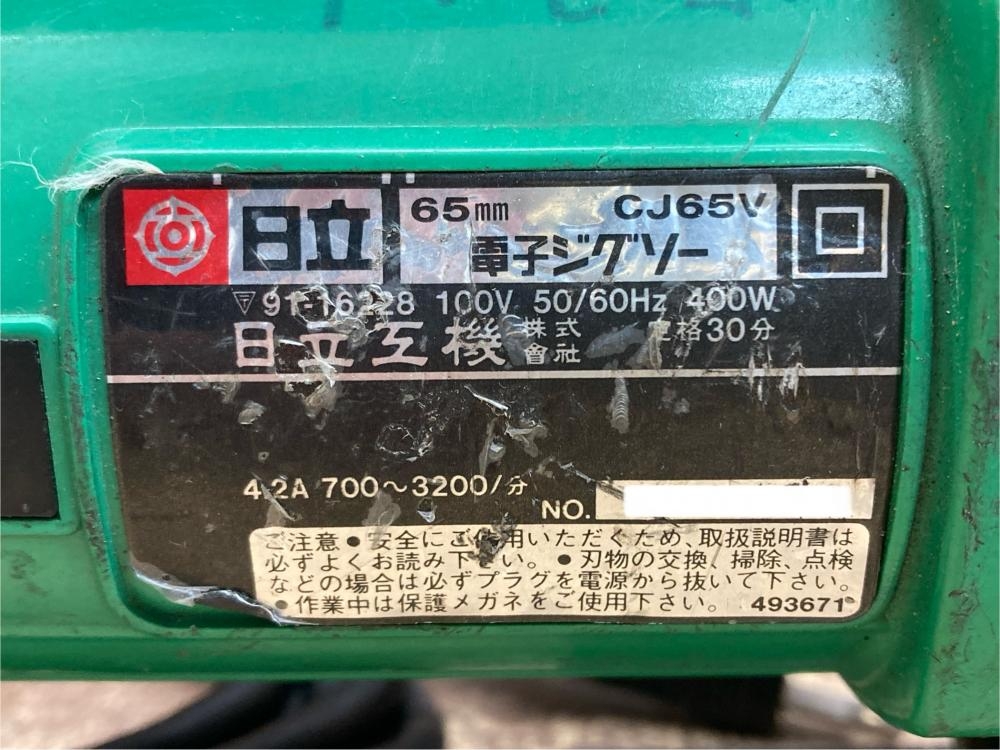 日立
65mm CJ65V
電子ジグソー
91-16228 100V 50/60Hz 400W
日立工機 株式會社 定格30分
4.2A 700〜3200/分
NO.
ご注意 • 安全にご使用いただくため、取扱説明書は
必ずよくお読み下さい。 • 刃物の交換、掃除、点検
などの場合は必ずプラグを電源から抜いて下さい。
• 作業中は保護メガネをご使用下さい。 493671